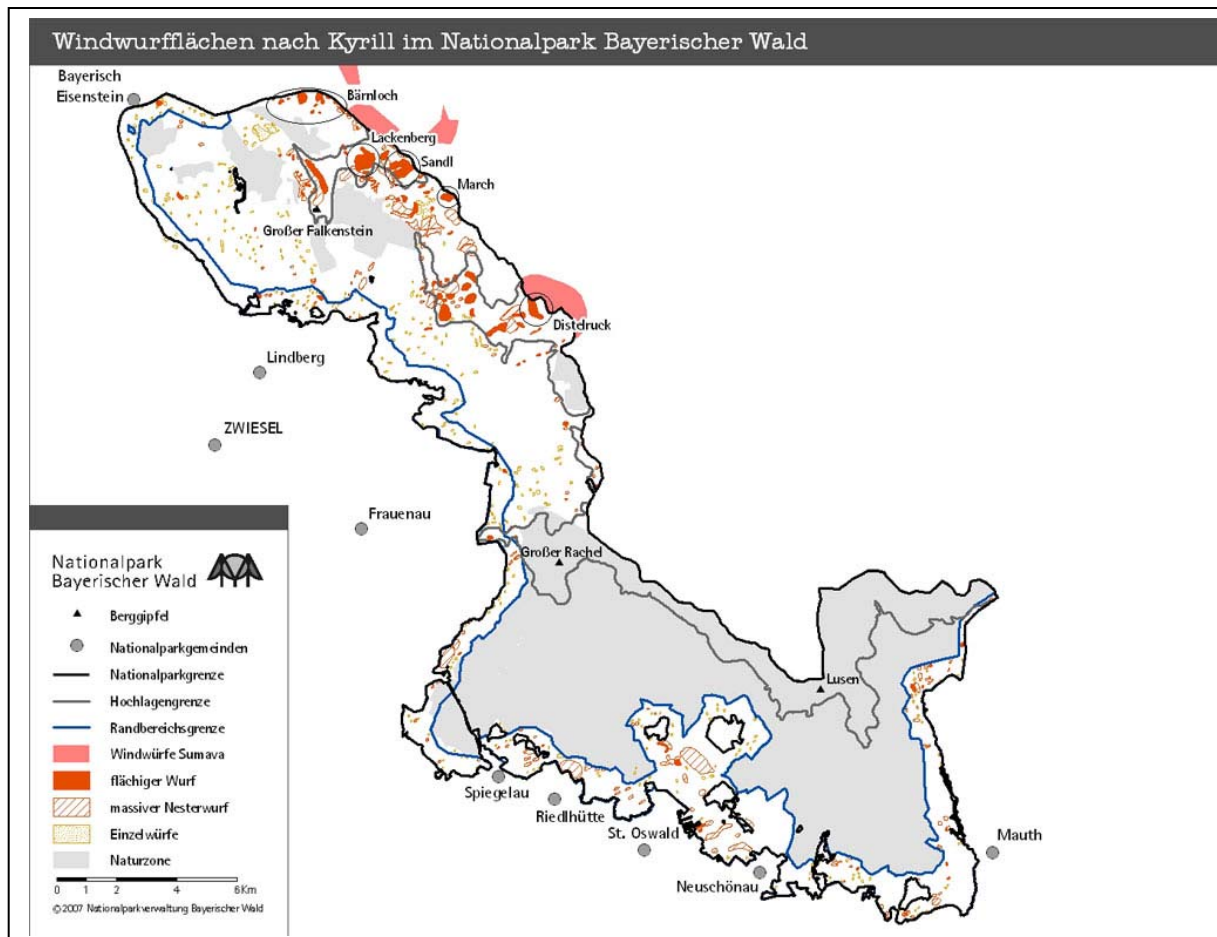 Windwurfflächen nach Kyrill im Nationalpark Bayerischer Wald
Bayerisch
Eisenstein
Bärnloch
Lackenberg
Sandl
March
Großer Falkenstein
Distelruck
Lindberg
ZWIESEL
Frauenau
Großer Rachel
Lusen
Spiegelau
Riedlhütte
St. Oswald
Neuschönau
Mauth
Nationalpark
Bayerischer Wald
Berggipfel
Nationalparkgemeinden
Nationalparkgrenze
Hochlagengrenze
Randbereichsgrenze
Windwürfe Sumava
flächiger Wurf
massiver Nesterwurf
Einzelwürfe
Naturzone
0 1 2 4 6 Km
©2007 Nationalparkverwaltung Bayerischer Wald